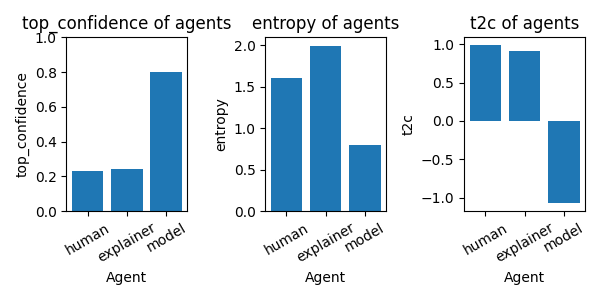 top_confidence of agents
top_confidence
1.0
0.8
0.6
0.4
0.2
0.0
human
explainer
model
Agent
entropy of agents
entropy
2.0
1.5
1.0
0.5
0.0
human
explainer
model
Agent
t2c of agents
t2c
1.0
0.5
0.0
−0.5
−1.0
human
explainer
model
Agent